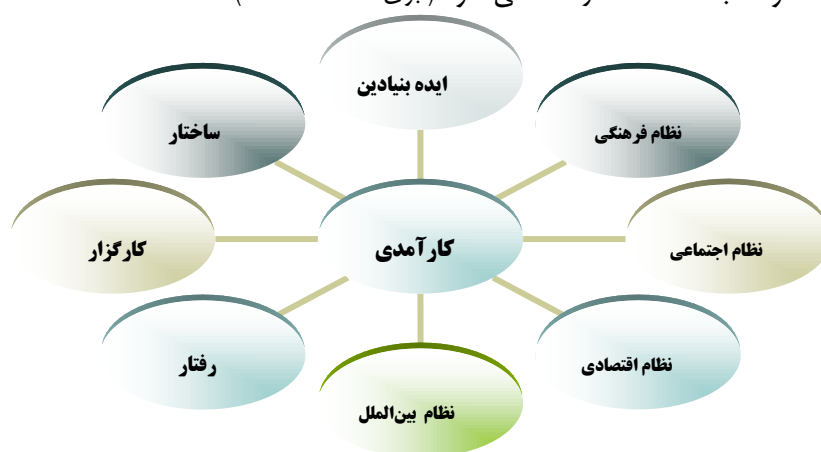 ایده بنیادین
نظام فرهنگی
ساختار
نظام اجتماعی
کارآمدی
کارگزار
نظام اقتصادی
رفتار
نظام بین‌الملل